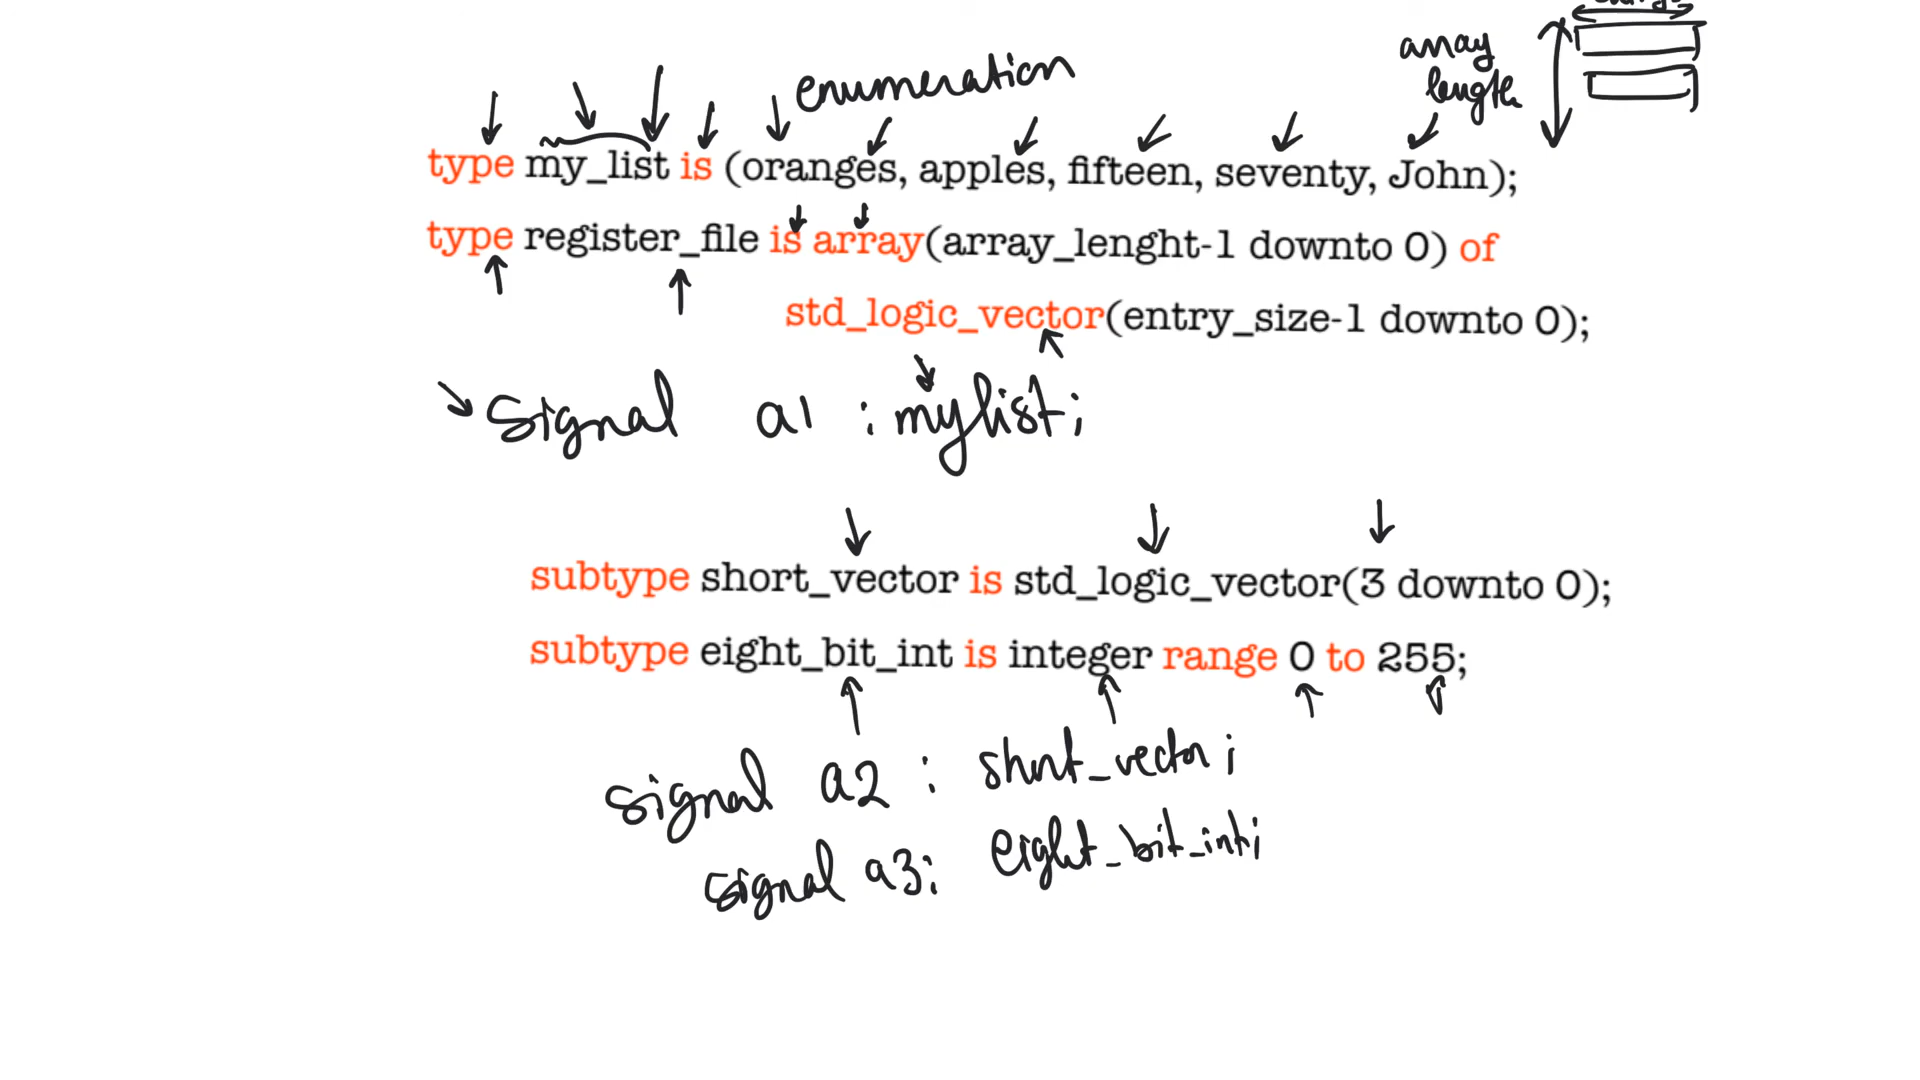 array
length
enumeration
type my_list is (oranges, apples, fifteen, seventy, John);
type register_file is array(array_lenght-1 downto 0) of
std_logic_vector(entry_size-1 downto 0);
signal a1 : mylist;
subtype short_vector is std_logic_vector(3 downto 0);
subtype eight_bit_int is integer range 0 to 255;
signal a2 : short_vector;
signal a3: eight_bit_int;